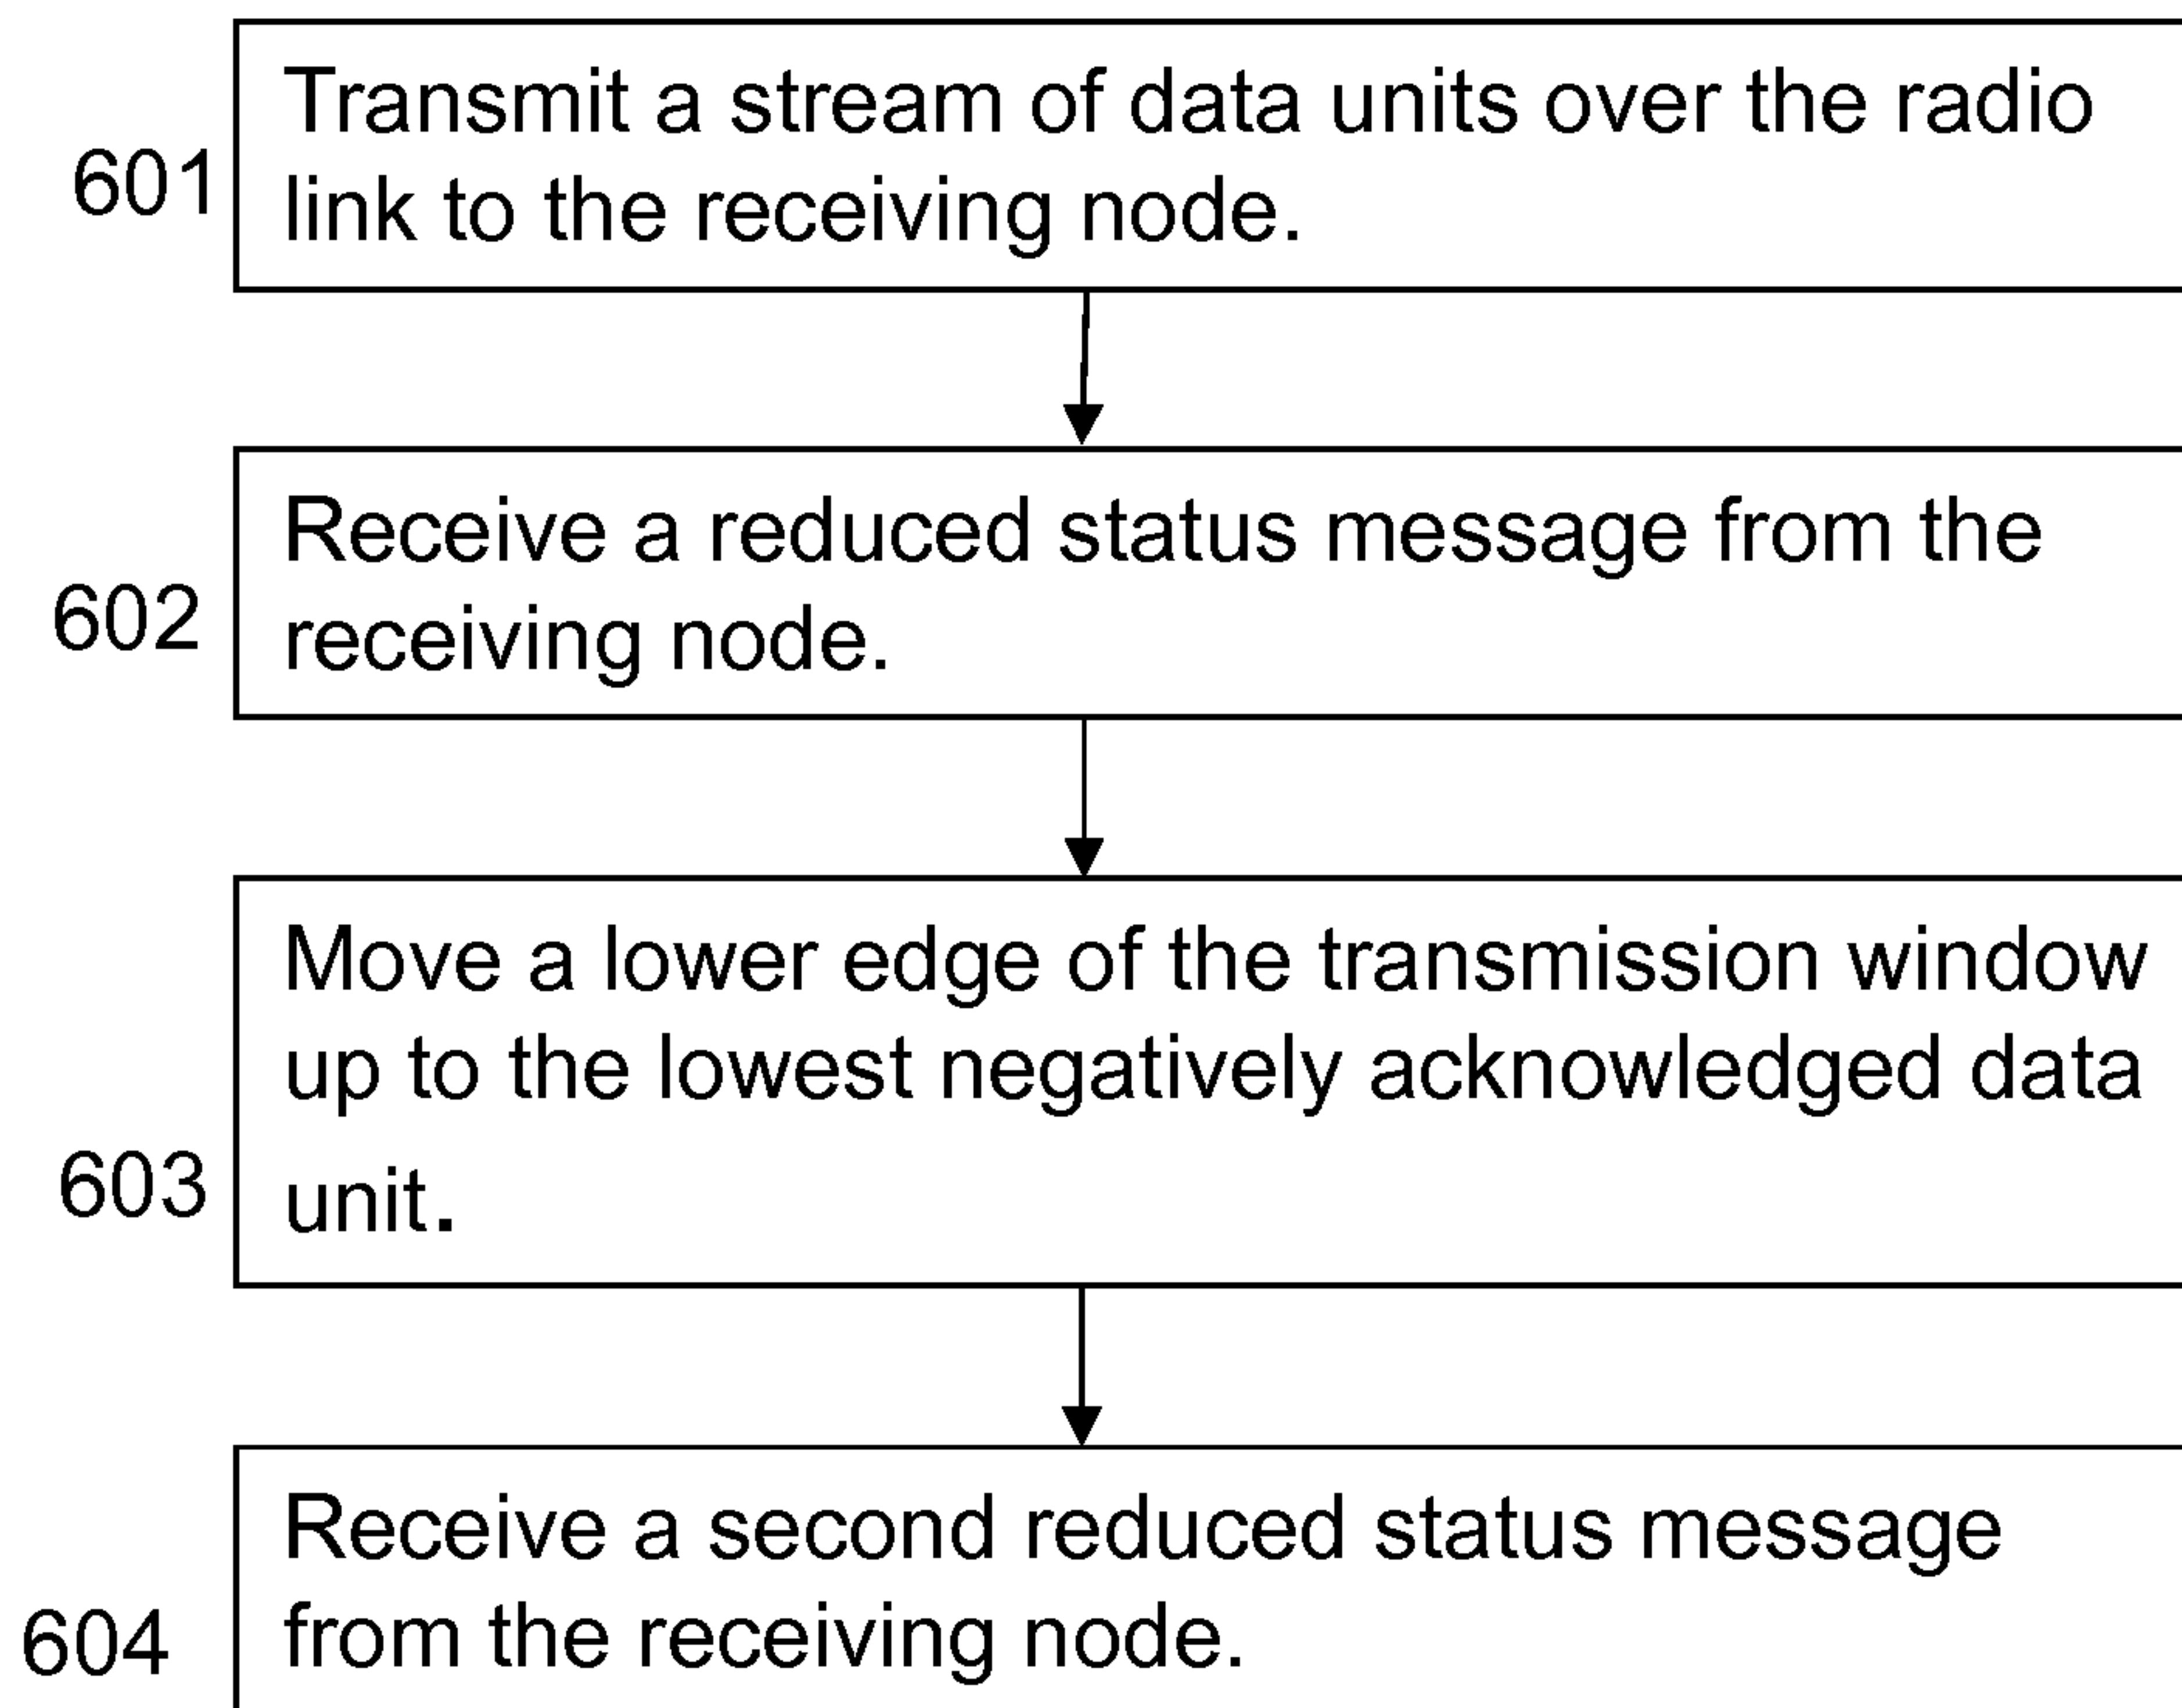 Transmit a stream of data units over the radio
601
link to the receiving node.
Receive a reduced status message from the
602
receiving node.
Move a lower edge of the transmission window
up to the lowest negatively acknowledged data
603
unit.
Receive a second reduced status message
604
from the receiving node.